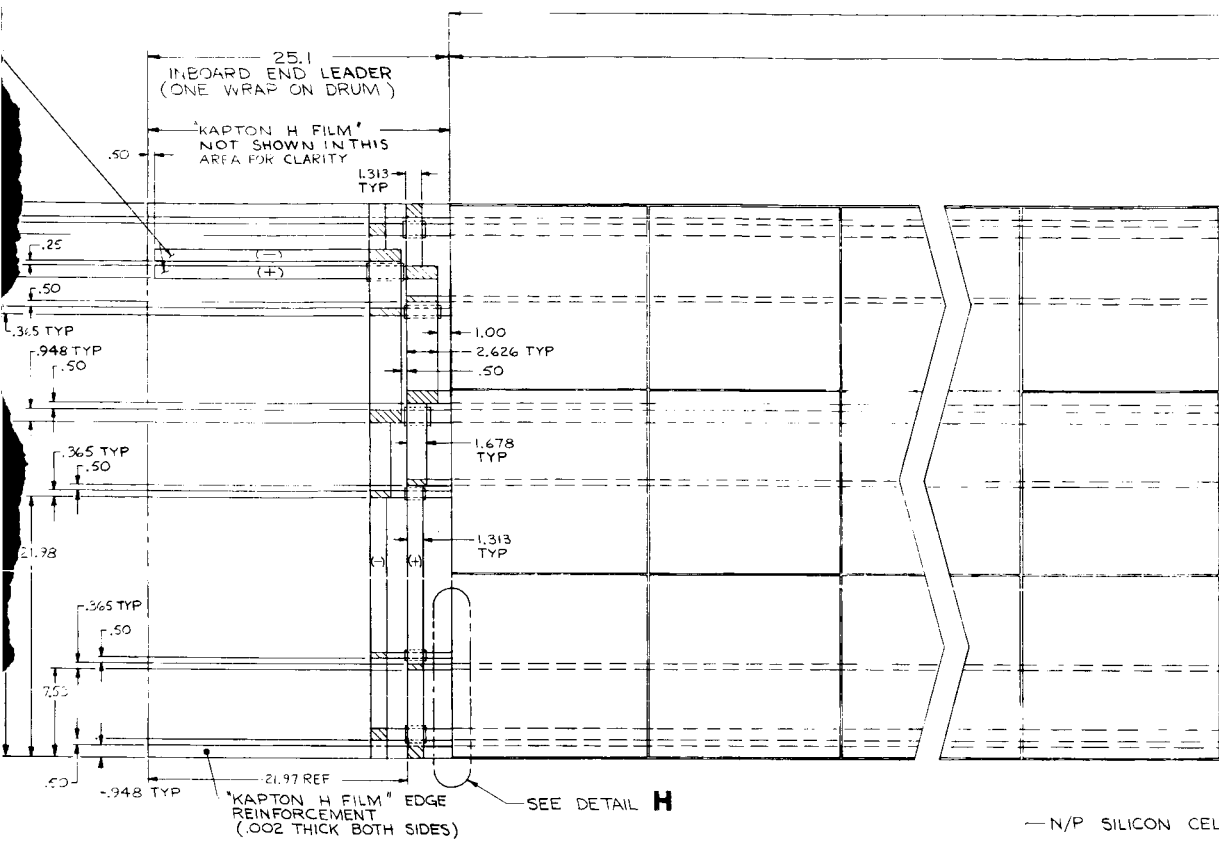 25.1
INBOARD END LEADER
(ONE WRAP ON DRUM)
"KAPTON H FILM"
NOT SHOWN IN THIS
AREA FOR CLARITY
.50
1.313
TYP
.25
(-)
(+)
.50
.365 TYP
.948 TYP
.50
1.00
2.626 TYP
.50
.365 TYP
.50
1.678
TYP
21.98
1.313
TYP
(-)
(+)
.365 TYP
.50
7.53
.50
.948 TYP
21.97 REF
"KAPTON H FILM" EDGE
REINFORCEMENT
(.002 THICK BOTH SIDES)
SEE DETAIL H
N/P SILICON CEL